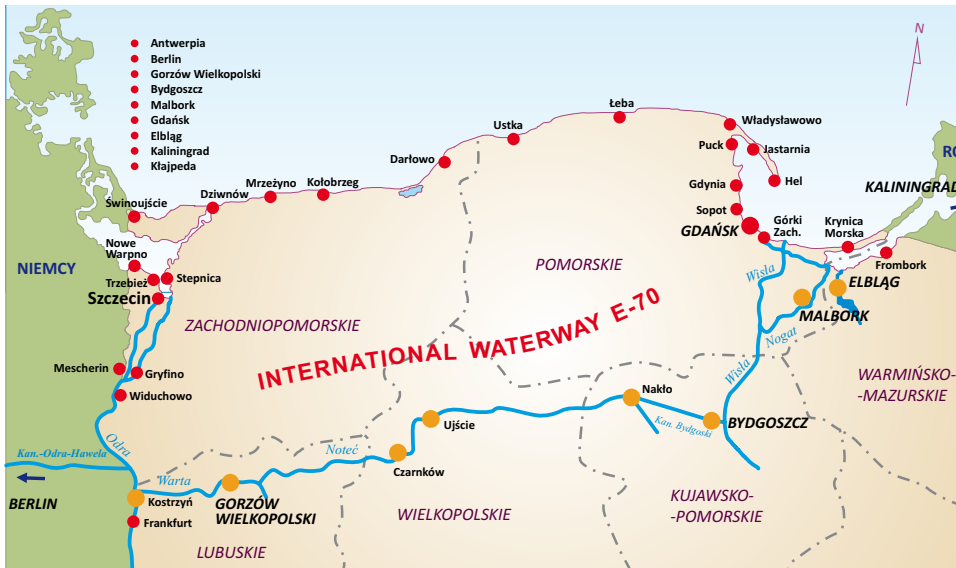 N
Antwerpia
Berlin
Gorzów Wielkopolski
Bydgoszcz
Malbork
Gdańsk
Elbląg
Kaliningrad
Kłajpeda
Łeba
Ustka
Władysławowo
Puck
Jastarnia
Darłowo
RO
Hel
Gdynia
KALININGRAD
Mrzeżyno
Kołobrzeg
Dziwnów
Świnoujście
Sopot
Górki
Zach.
Krynica
Morska
GDAŃSK
Nowe
Warpno
Frombork
NIEMCY
Trzebież
Stepnica
POMORSKIE
Wisła
ELBLĄG
Szczecin
MALBORK
ZACHODNIOPOMORSKIE
Nogat
INTERNATIONAL WATERWAY E-70
Mescherin
Gryfino
Wisła
WARMIŃSKO-
-MAZURSKIE
Widuchowo
Nakło
Ujście
Kan. Bydgoski
BYDGOSZCZ
Odra
Kan.-Odra-Hawela
Noteć
Czarnków
Warta
BERLIN
Kostrzyń
GORZÓW
WIELKOPOLSKI
WIELKOPOLSKIE
KUJAWSKO-
-POMORSKIE
Frankfurt
LUBUSKIE